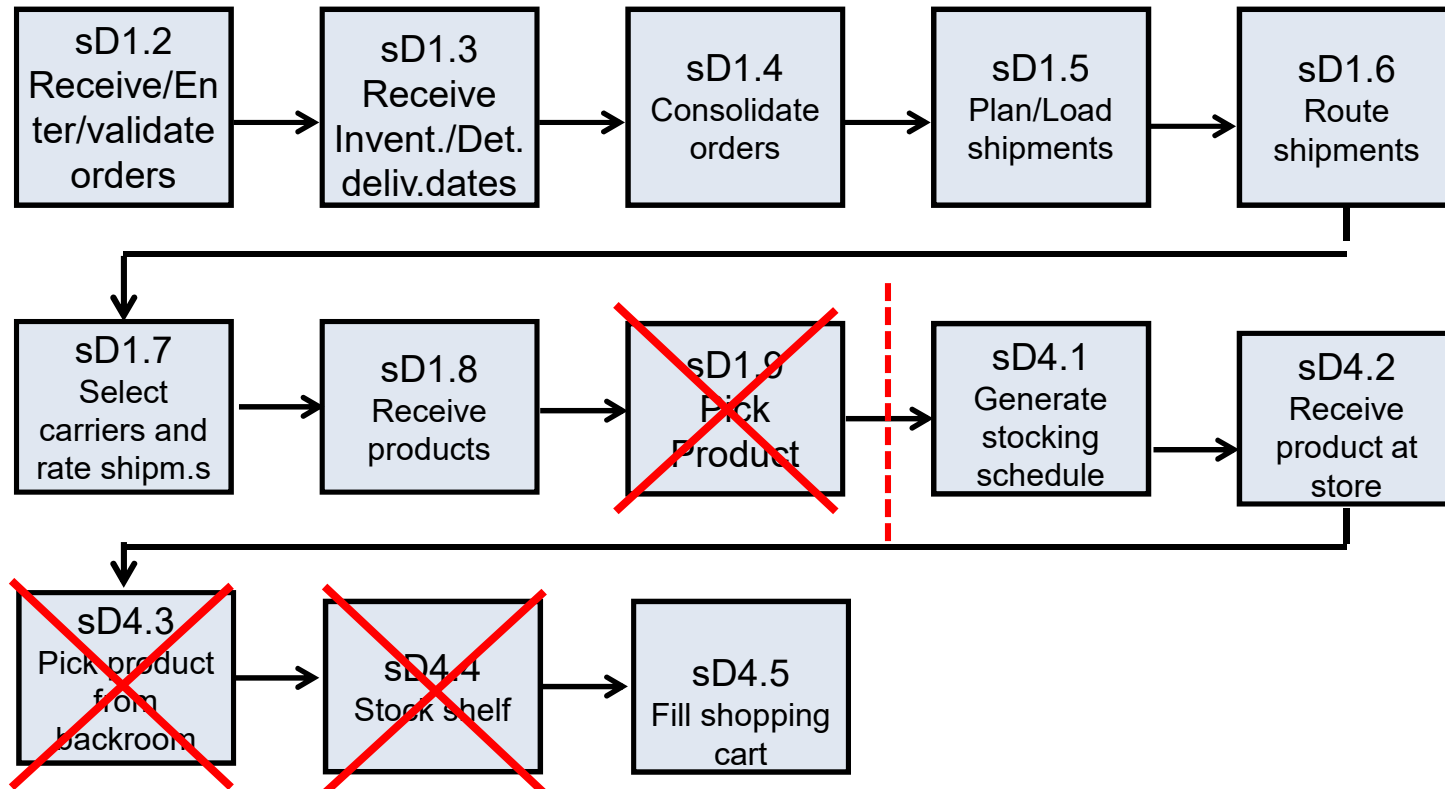 sD1.2
Receive/En
ter/validate
orders
sD1.3
Receive
Invent./Det.
deliv.dates
sD1.4
Consolidate
orders
sD1.5
Plan/Load
shipments
sD1.6
Route
shipments
sD1.7
Select
carriers and
rate shipm.s
sD1.8
Receive
products
sD1.9
Pick
Product
sD4.1
Generate
stocking
schedule
sD4.2
Receive
product at
store
sD4.3
Pick product
from
backroom
sD4.4
Stock shelf
sD4.5
Fill shopping
cart